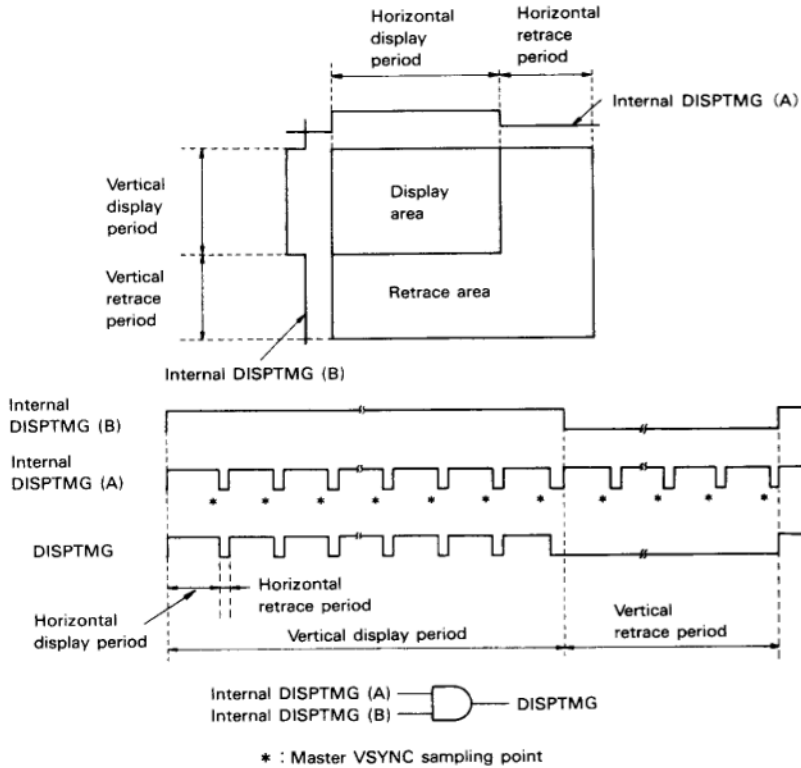 Horizontal
display
period
Horizontal
retrace
period
Internal DISPTMG (A)
Vertical
display
period
Display
area
Vertical
retrace
period
Retrace area
Internal DISPTMG (B)
Internal
DISPTMG (B)
Internal
DISPTMG (A)
* * * * * * * * * * *
DISPTMG
Horizontal
retrace period
Horizontal
display period
Vertical display period
Vertical
retrace period
Internal DISPTMG (A)
Internal DISPTMG (B)
DISPTMG
* : Master VSYNC sampling point